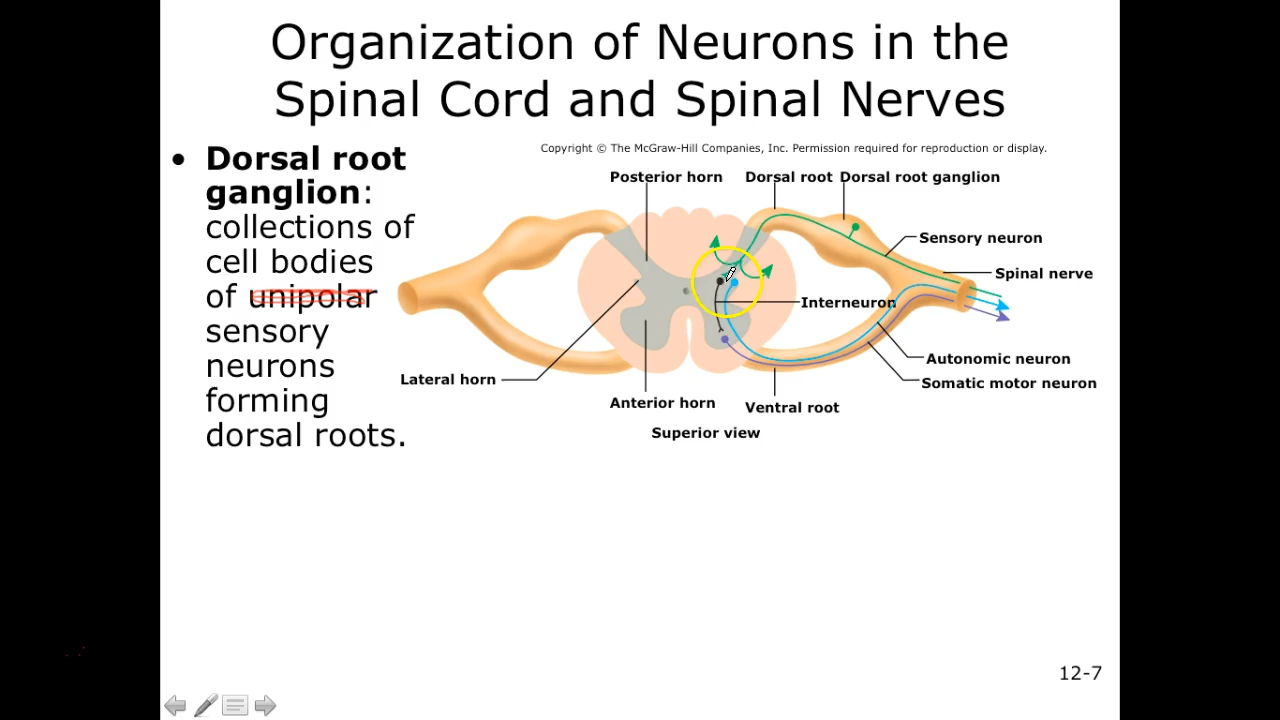 Organization of Neurons in the
Spinal Cord and Spinal Nerves
• Dorsal root
ganglion:
collections of
cell bodies
of unipolar
sensory
neurons
forming
dorsal roots.
Copyright © The McGraw-Hill Companies, Inc. Permission required for reproduction or display.
Posterior horn
Dorsal root
Dorsal root ganglion
Sensory neuron
Spinal nerve
Interneuron
Autonomic neuron
Somatic motor neuron
Lateral horn
Anterior horn
Ventral root
Superior view
12-7